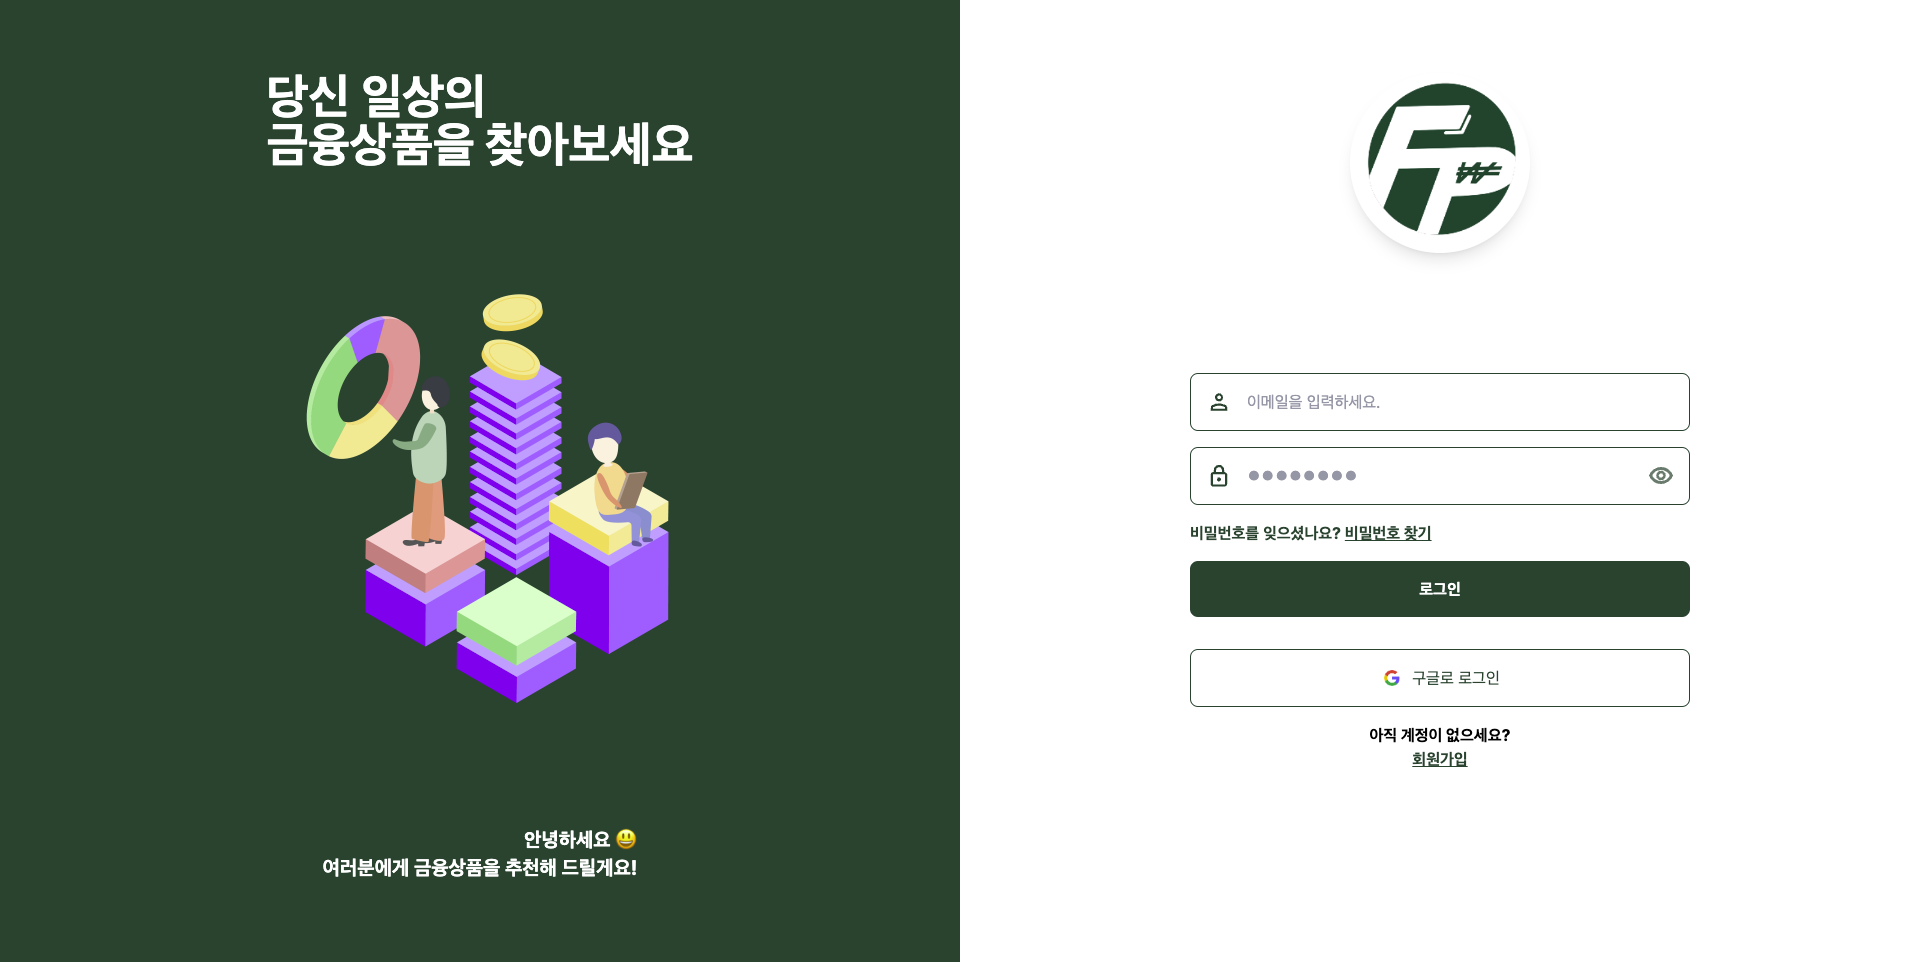 당신 일상의
금융상품을 찾아보세요
안녕하세요 😃
여러분에게 금융상품을 추천해 드릴게요!
FP
₩
이메일을 입력하세요.
비밀번호를 잊으셨나요? 비밀번호 찾기
로그인
G 구글로 로그인
아직 계정이 없으세요?
회원가입